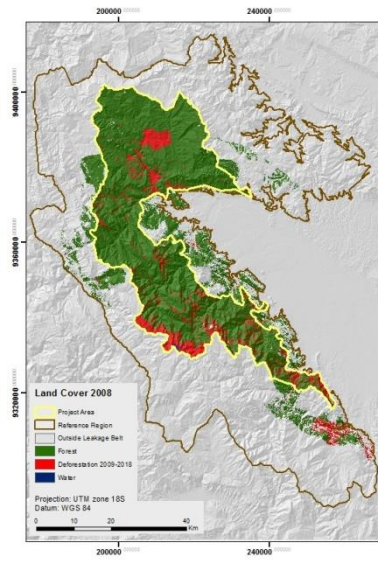 200000 240000
9400000
9360000
9320000
Land Cover 2008
Project Area
Reference Region
Outside Leakage Belt
Forest
Deforestation 2009-2018
Water
Projection: UTM zone 18S
Datum: WGS 84
0 10 20 40
Km
200000 240000